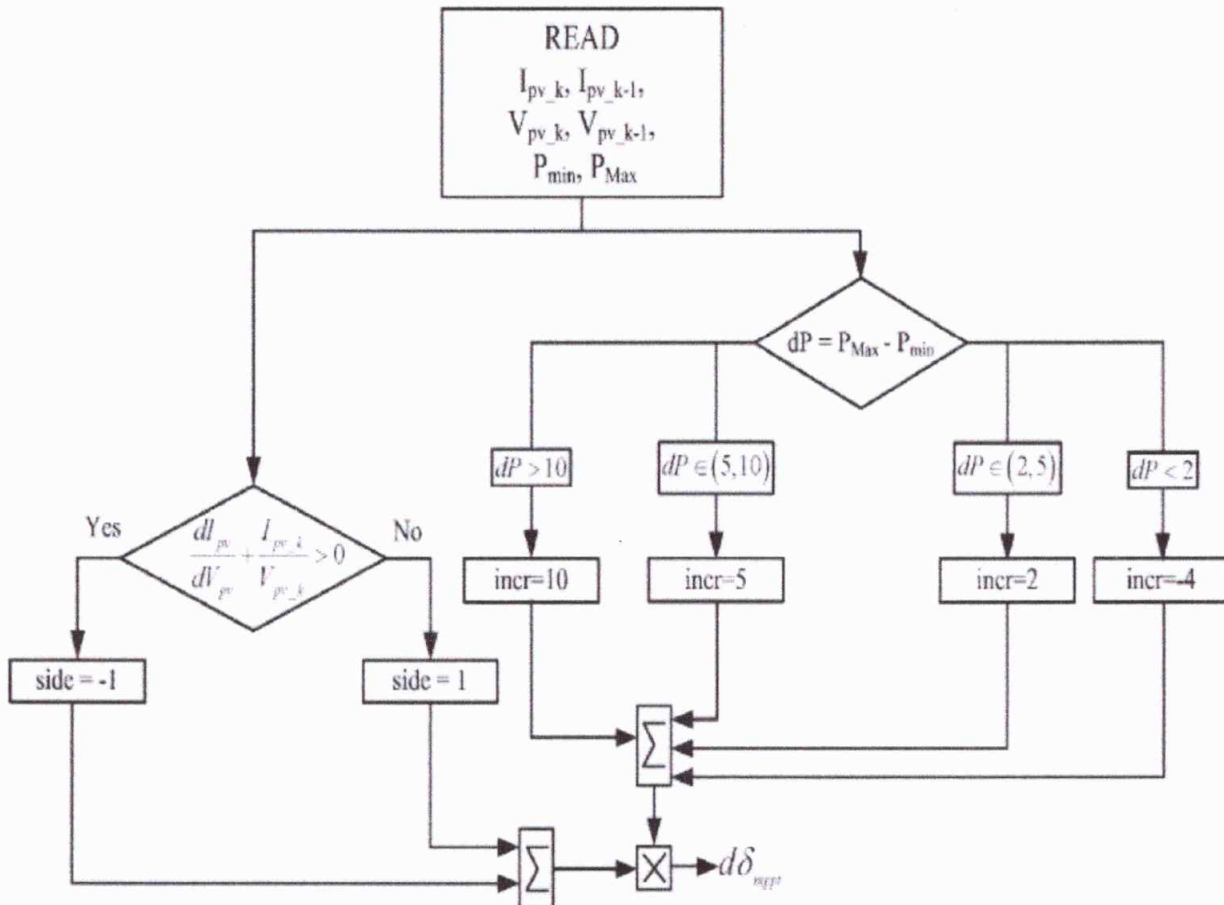 READ
I_pv_k, I_pv_k-1,
V_pv_k, V_pv_k-1,
P_min, P_Max
dP = P_Max - P_min
dP > 10
dP ∈ (5,10)
dP ∈ (2,5)
dP < 2
Yes
dI_pv/dV_pv + I_pv_k/V_pv_k > 0
No
incr=10
incr=5
incr=2
incr=-4
side = -1
side = 1
Σ
Σ
X
dδ_mppt